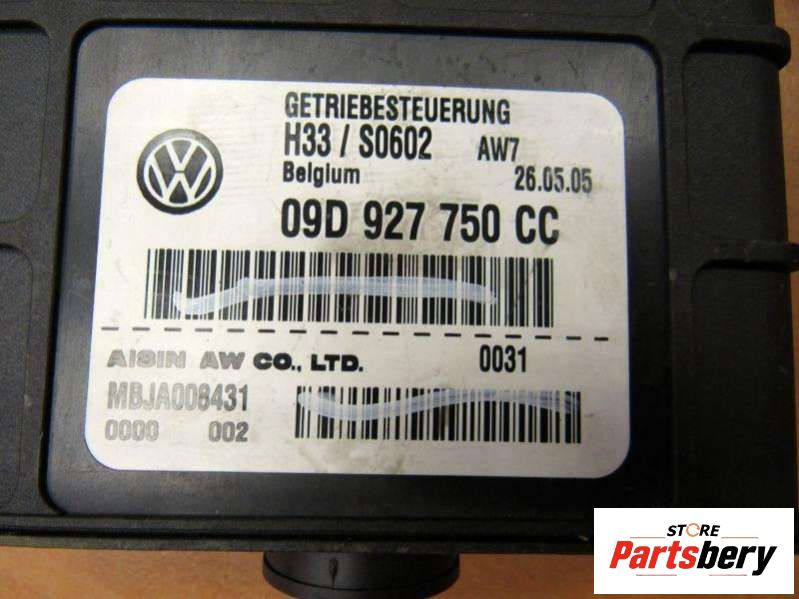 GETRIEBESTEUERUNG
H33 / S0602 AW7
Belgium 26.05.05
09D 927 750 CC
AISIN AW CO., LTD. 0031
MBJA008431
0000 002
STORE
Partsbery